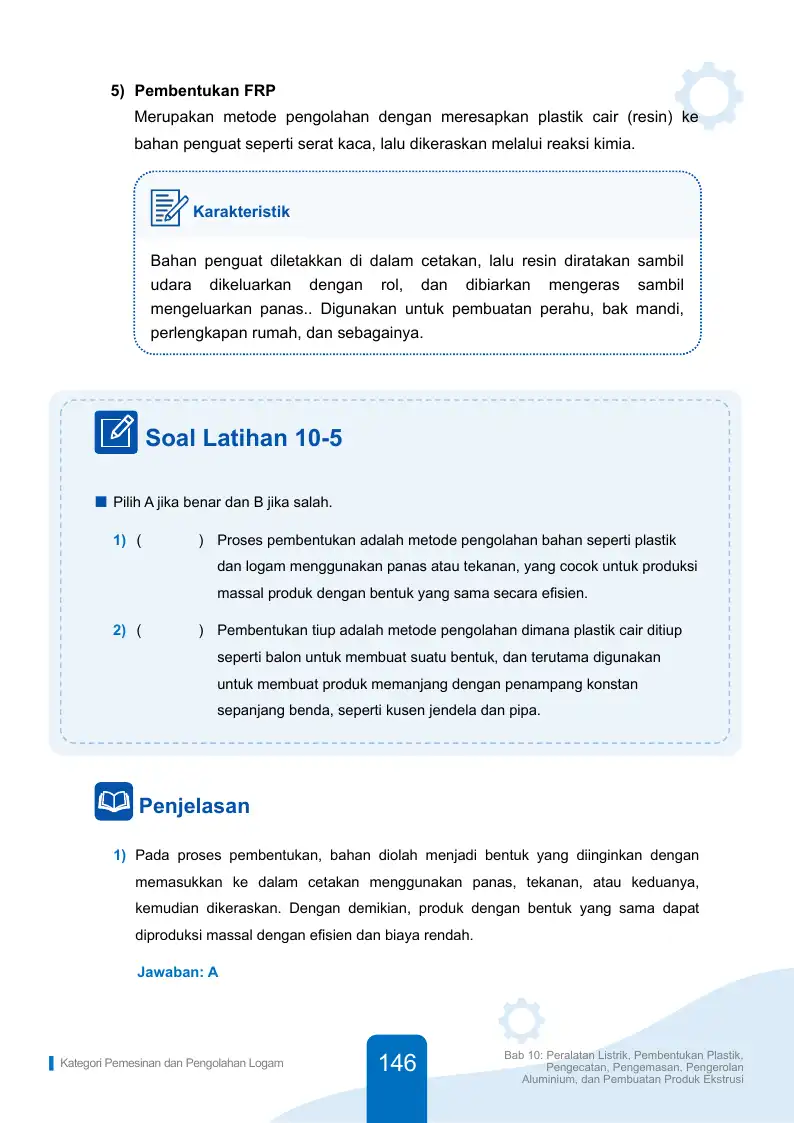 5) Pembentukan FRP
Merupakan metode pengolahan dengan meresapkan plastik cair (resin) ke
bahan penguat seperti serat kaca, lalu dikeraskan melalui reaksi kimia.
Karakteristik
Bahan penguat diletakkan di dalam cetakan, lalu resin diratakan sambil
udara dikeluarkan dengan rol, dan dibiarkan mengeras sambil
mengeluarkan panas.. Digunakan untuk pembuatan perahu, bak mandi,
perlengkapan rumah, dan sebagainya.
Soal Latihan 10-5
Pilih A jika benar dan B jika salah.
1) ( ) Proses pembentukan adalah metode pengolahan bahan seperti plastik
dan logam menggunakan panas atau tekanan, yang cocok untuk produksi
massal produk dengan bentuk yang sama secara efisien.
2) ( ) Pembentukan tiup adalah metode pengolahan dimana plastik cair ditiup
seperti balon untuk membuat suatu bentuk, dan terutama digunakan
untuk membuat produk memanjang dengan penampang konstan
sepanjang benda, seperti kusen jendela dan pipa.
Penjelasan
1) Pada proses pembentukan, bahan diolah menjadi bentuk yang diinginkan dengan
memasukkan ke dalam cetakan menggunakan panas, tekanan, atau keduanya,
kemudian dikeraskan. Dengan demikian, produk dengan bentuk yang sama dapat
diproduksi massal dengan efisien dan biaya rendah.
Jawaban: A
Kategori Pemesinan dan Pengolahan Logam
146
Bab 10: Peralatan Listrik, Pembentukan Plastik,
Pengecatan, Pengemasan, Pengerolan
Aluminium, dan Pembuatan Produk Ekstrusi